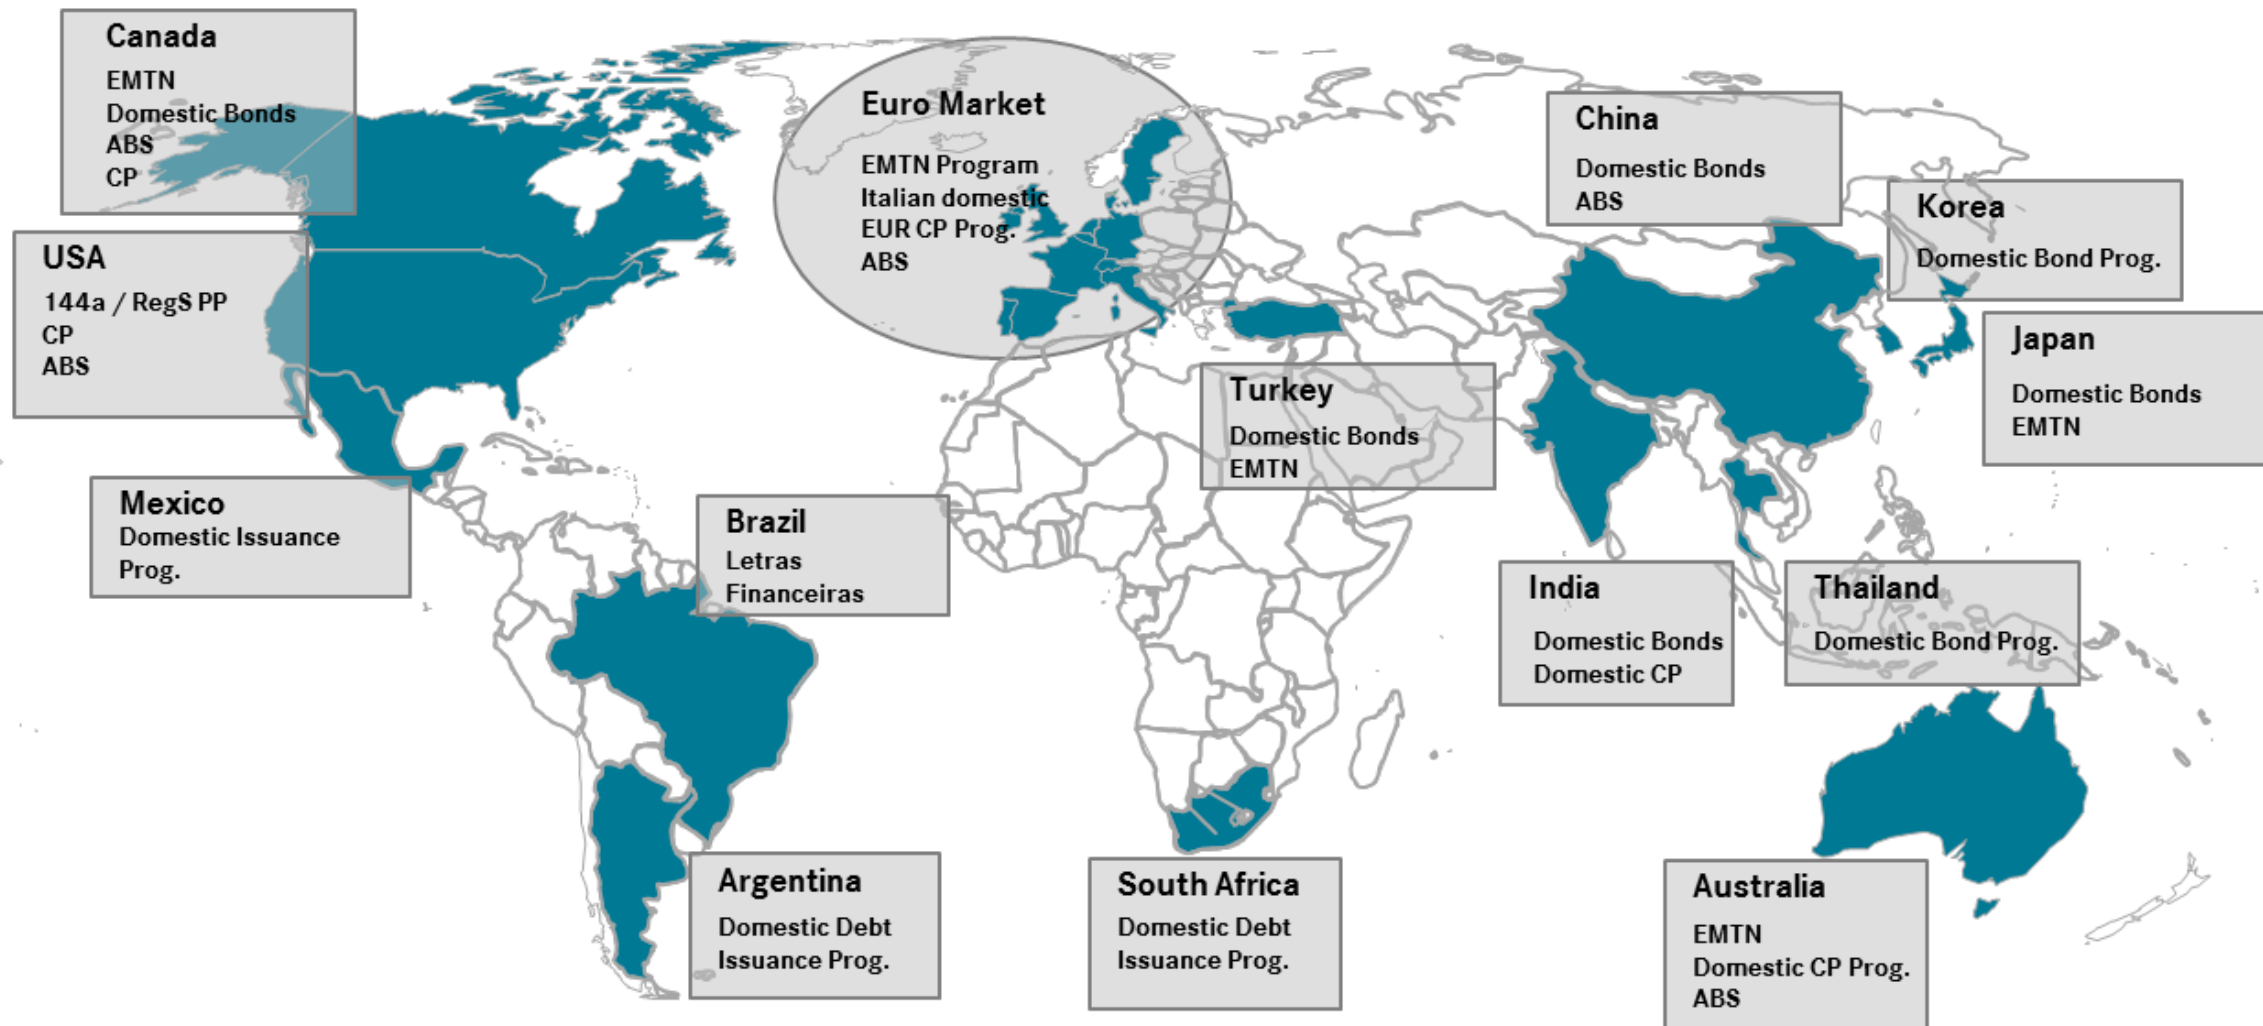 Canada
EMTN
Domestic Bonds
ABS
CP
USA
144a / RegS PP
CP
ABS
Mexico
Domestic Issuance
Prog.
Brazil
Letras
Financeiras
Argentina
Domestic Debt
Issuance Prog.
Euro Market
EMTN Program
Italian domestic
EUR CP Prog.
ABS
Turkey
Domestic Bonds
EMTN
South Africa
Domestic Debt
Issuance Prog.
China
Domestic Bonds
ABS
Korea
Domestic Bond Prog.
Japan
Domestic Bonds
EMTN
India
Domestic Bonds
Domestic CP
Thailand
Domestic Bond Prog.
Australia
EMTN
Domestic CP Prog.
ABS